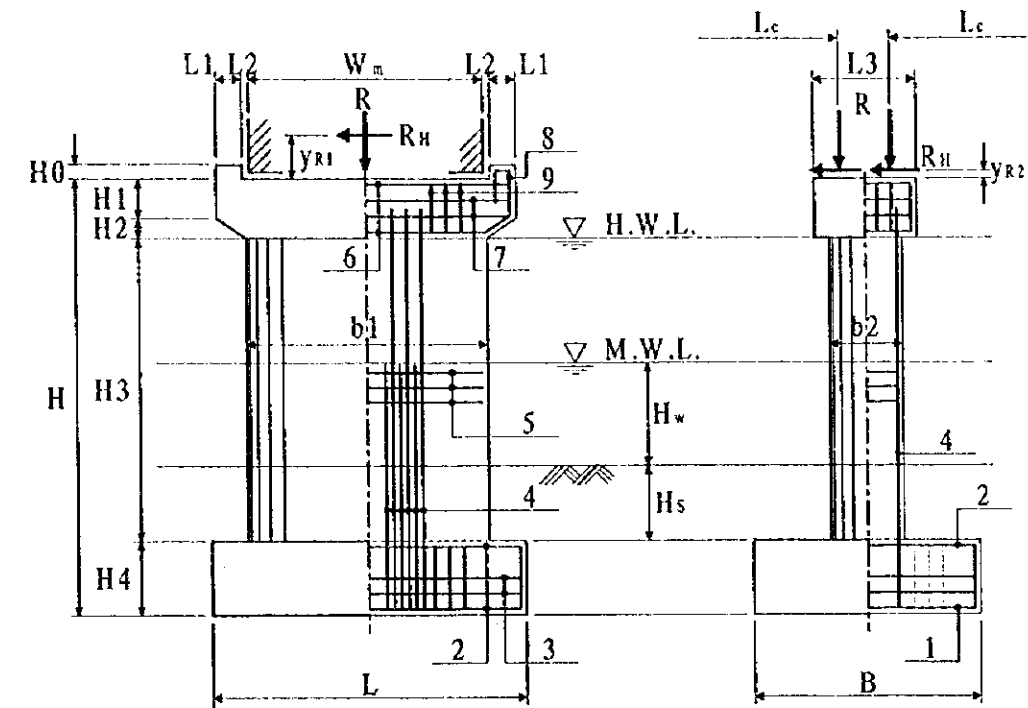 L1 L2 Wm L2 L1
R
RH
yR1
H0
H1
H2
8
9
H.W.L.
6
7
b1
M.W.L.
H
H3
Hw
5
4
Hs
H4
2
3
L
Lc Lc
L3
R
RH
yR2
b2
4
2
1
B